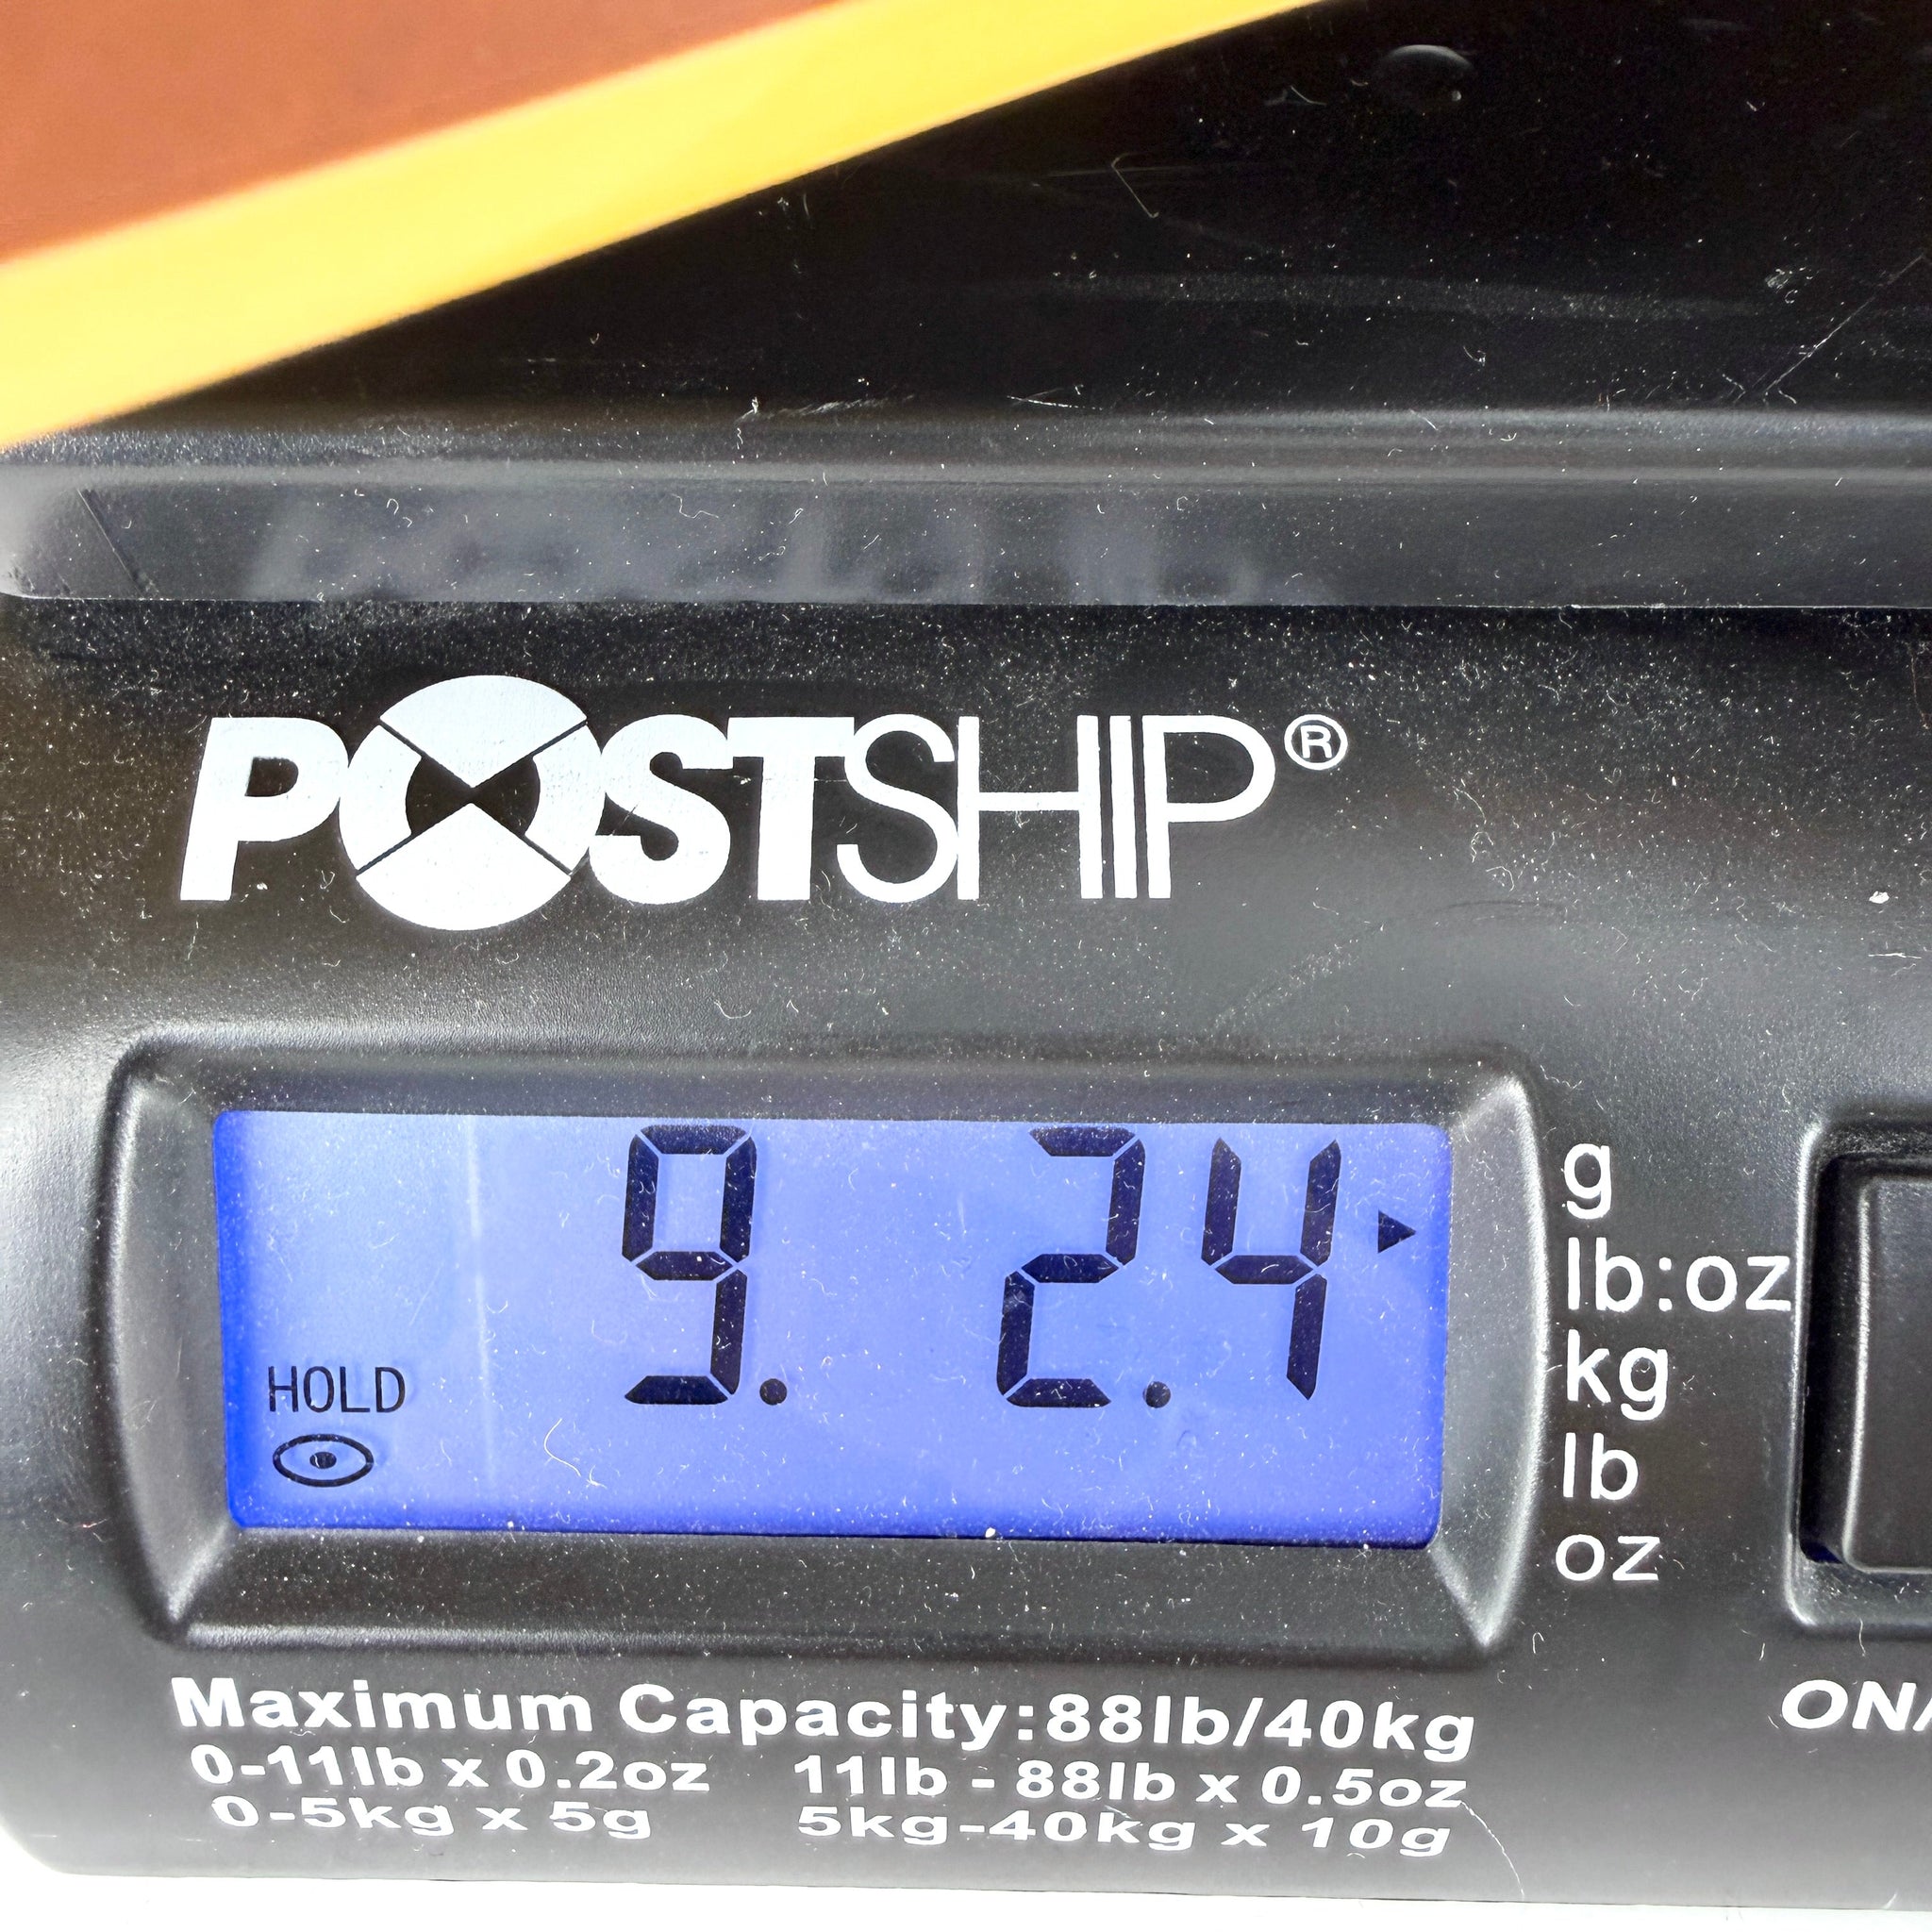 POSTSHIP®
9. 2.4
HOLD
g
lb:oz
kg
lb
oz
Maximum Capacity:88lb/40kg
0-11lb x 0.2oz 11lb - 88lb x 0.5oz
0-5kg x 5g 5kg-40kg x 10g
ON/